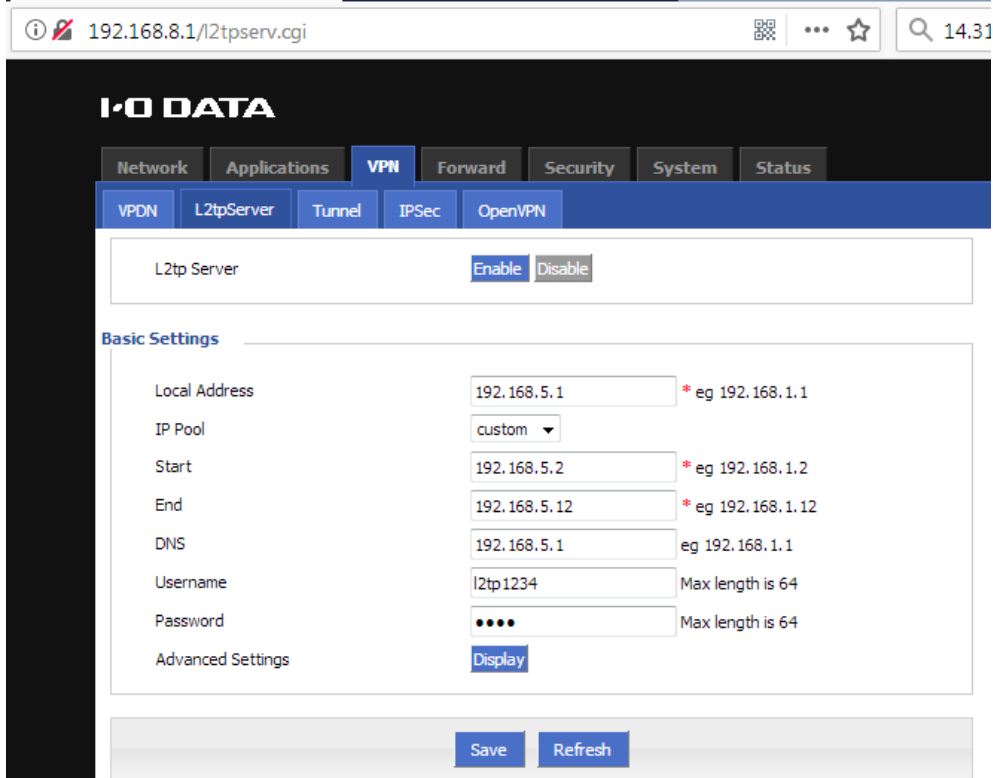 192.168.8.1/l2tpserv.cgi
14.31
I-O DATA
Network Applications VPN Forward Security System Status
VPDN L2tpServer Tunnel IPSec OpenVPN
L2tp Server Enable Disable
Basic Settings
Local Address 192.168.5.1 * eg 192.168.1.1
IP Pool custom
Start 192.168.5.2 * eg 192.168.1.2
End 192.168.5.12 * eg 192.168.1.12
DNS 192.168.5.1 eg 192.168.1.1
Username l2tp1234 Max length is 64
Password •••• Max length is 64
Advanced Settings Display
Save Refresh